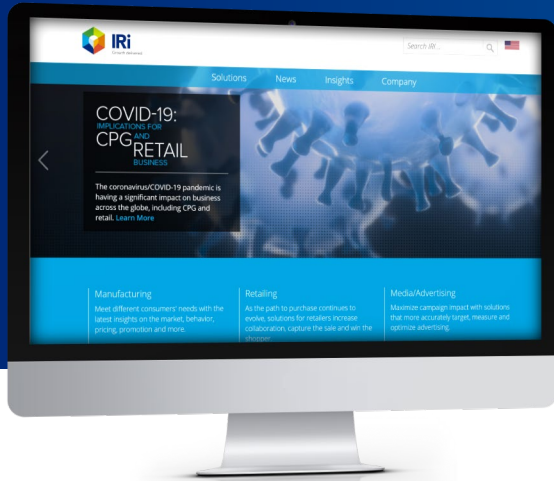 IRi
Growth delivered.
Search IRI ...
Solutions News Insights Company
COVID-19:
IMPLICATIONS FOR
CPG AND
RETAIL
BUSINESS
The coronavirus/COVID-19 pandemic is
having a significant impact on business
across the globe, including CPG and
retail. Learn More
Manufacturing
Meet different consumers' needs with the
latest insights on the market, behavior,
pricing, promotion and more.
Retailing
As the path to purchase continues to
evolve, solutions for retailers increase
collaboration, capture the sale and win the
shopper.
Media/Advertising
Maximize campaign impact with solutions
that more accurately target, measure and
optimize advertising.